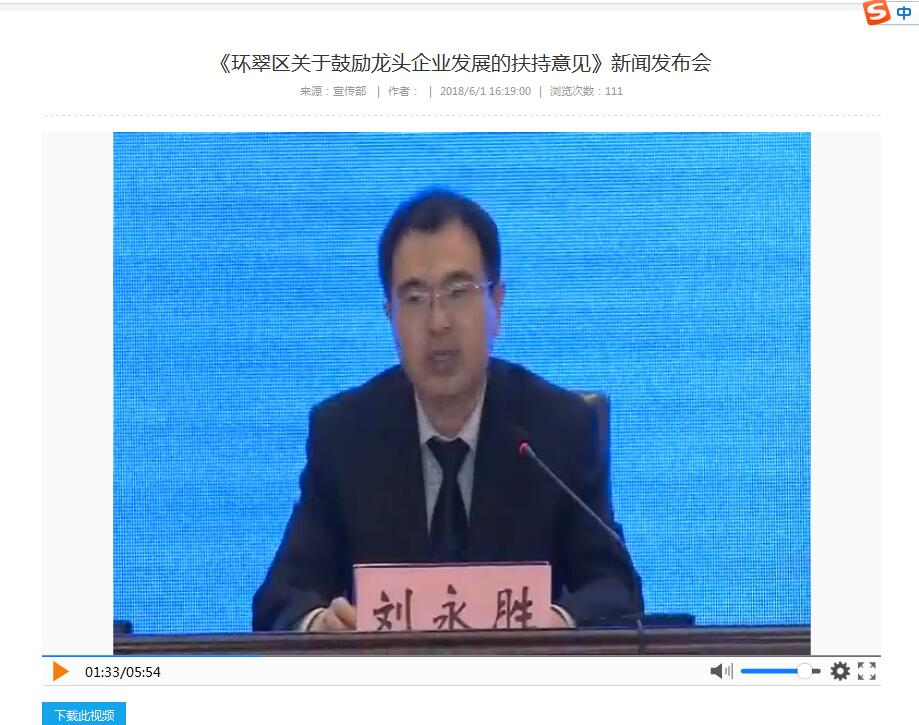 中
《环翠区关于鼓励龙头企业发展的扶持意见》新闻发布会
来源：宣传部 | 作者： | 2018/6/1 16:19:00 | 浏览次数：111
刘永胜
01:33/05:54
下载此视频